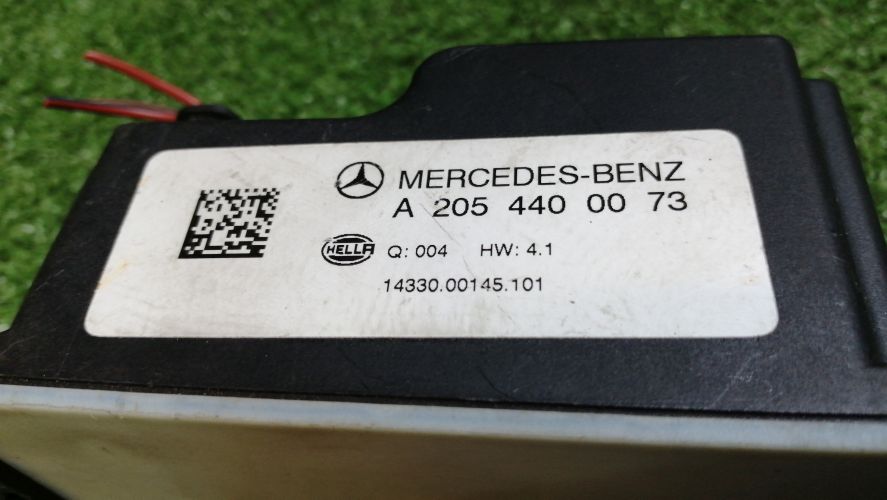 MERCEDES-BENZ
A 205 440 00 73
HELLA Q: 004 HW: 4.1
14330.00145.101